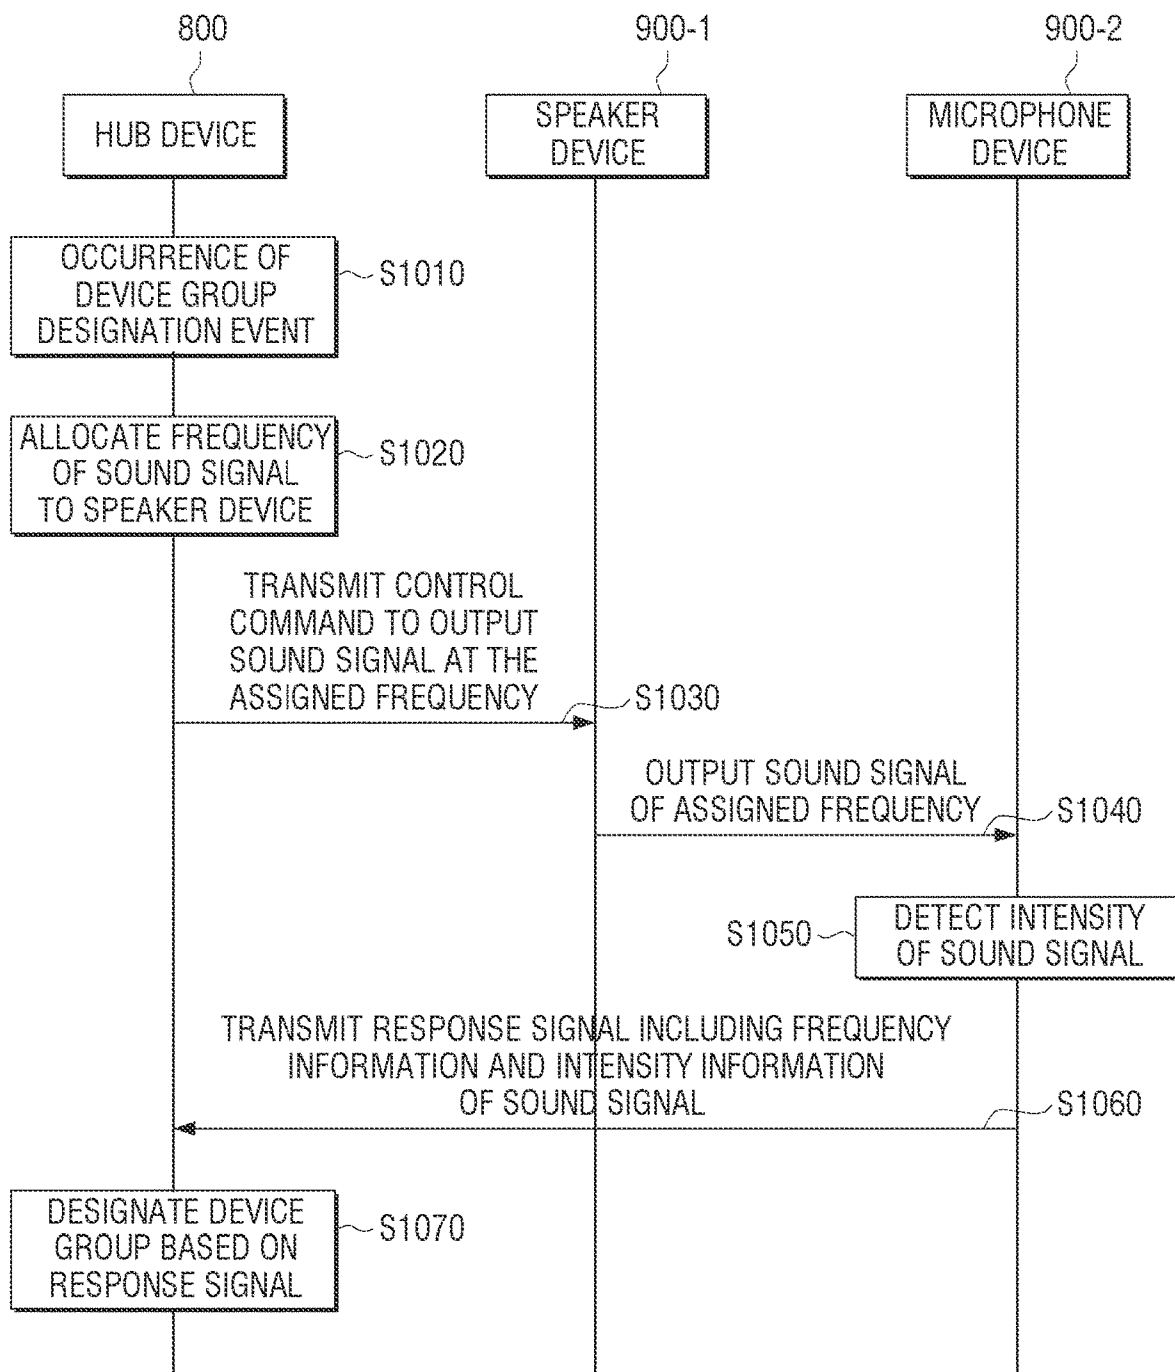 800
900-1
900-2
HUB DEVICE
SPEAKER
DEVICE
MICROPHONE
DEVICE
OCCURRENCE OF
DEVICE GROUP
DESIGNATION EVENT
S1010
ALLOCATE FREQUENCY
OF SOUND SIGNAL
TO SPEAKER DEVICE
S1020
TRANSMIT CONTROL
COMMAND TO OUTPUT
SOUND SIGNAL AT THE
ASSIGNED FREQUENCY
S1030
OUTPUT SOUND SIGNAL
OF ASSIGNED FREQUENCY
S1040
S1050
DETECT INTENSITY
OF SOUND SIGNAL
TRANSMIT RESPONSE SIGNAL INCLUDING FREQUENCY
INFORMATION AND INTENSITY INFORMATION
OF SOUND SIGNAL
S1060
DESIGNATE DEVICE
GROUP BASED ON
RESPONSE SIGNAL
S1070